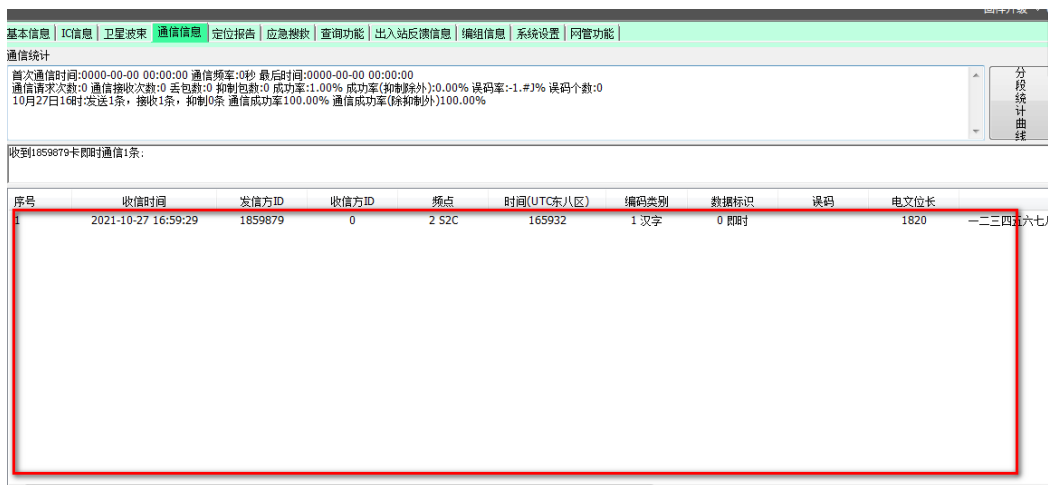 基本信息 IC信息 卫星波束 通信信息 定位报告 应急搜救 查询功能 出入站反馈信息 编组信息 系统设置 网管功能
通信统计
首次通信时间:0000-00-00 00:00:00 通信频率:0秒 最后时间:0000-00-00 00:00:00
通信请求次数:0 通信接收次数:0 丢包数:0 抑制包数:0 成功率:1.00% 成功率(抑制除外):0.00% 误码率:-1.#J% 误码个数:0
10月27日16时:发送1条，接收1条，抑制0条 通信成功率100.00% 通信成功率(除抑制外)100.00%
分段统计曲线
收到1859879卡即时通信1条;
序号 收信时间 发信方ID 收信方ID 频点 时间(UTC东八区) 编码类别 数据标识 误码 电文位长
1 2021-10-27 16:59:29 1859879 0 2 S2C 165932 1 汉字 0 即时 1820 一二三四五六七